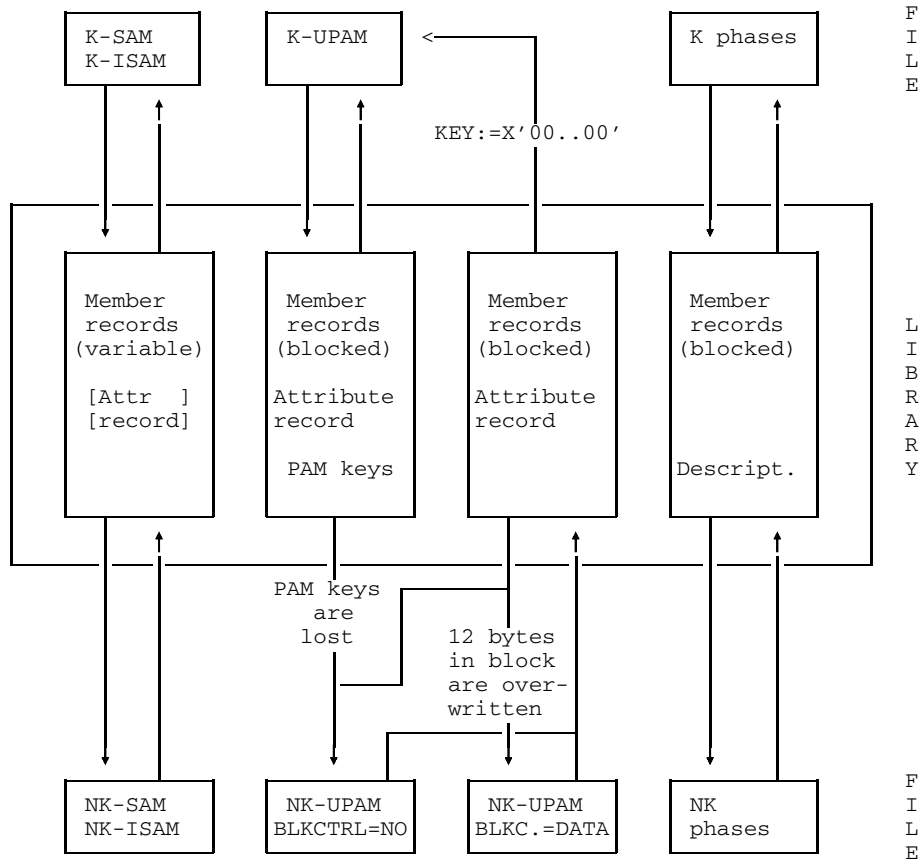 K-SAM
K-ISAM
K-UPAM
<
K phases
F
I
L
E
KEY:=X'00..00'
Member
records
(variable)
[Attr ]
[record]
Member
records
(blocked)
Attribute
record
PAM keys
Member
records
(blocked)
Attribute
record
Member
records
(blocked)
Descript.
L
I
B
R
A
R
Y
PAM keys
are
lost
12 bytes
in block
are over-
written
NK-SAM
NK-ISAM
NK-UPAM
BLKCTRL=NO
NK-UPAM
BLKC.=DATA
NK
phases
F
I
L
E